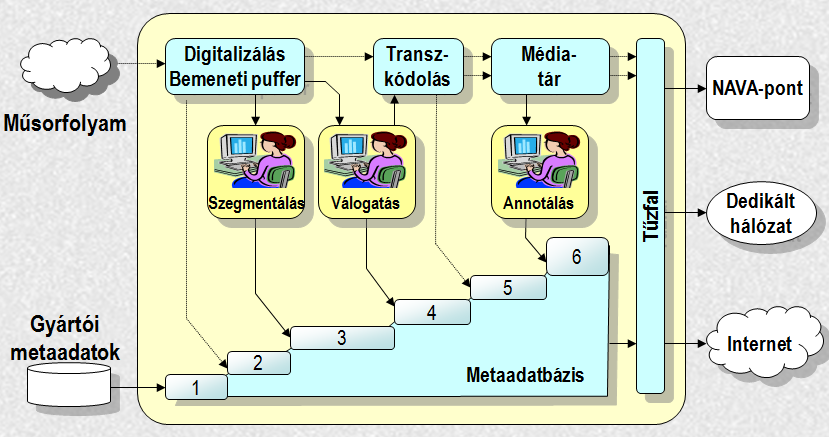 Digitalizálás
Bemeneti puffer
Transz-
kódolás
Média-
tár
Műsorfolyam
NAVA-pont
Szegmentálás
Válogatás
Annotálás
Tűzfal
Dedikált
hálózat
6
5
4
3
2
1
Gyártói
metaadatok
Metaadatbázis
Internet